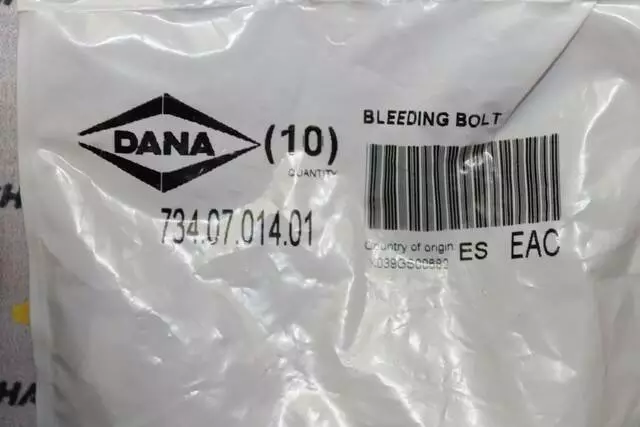 DANA
(10)
QUANTITY
734.07.014.01
BLEEDING BOLT
Country of origin: ES EAC